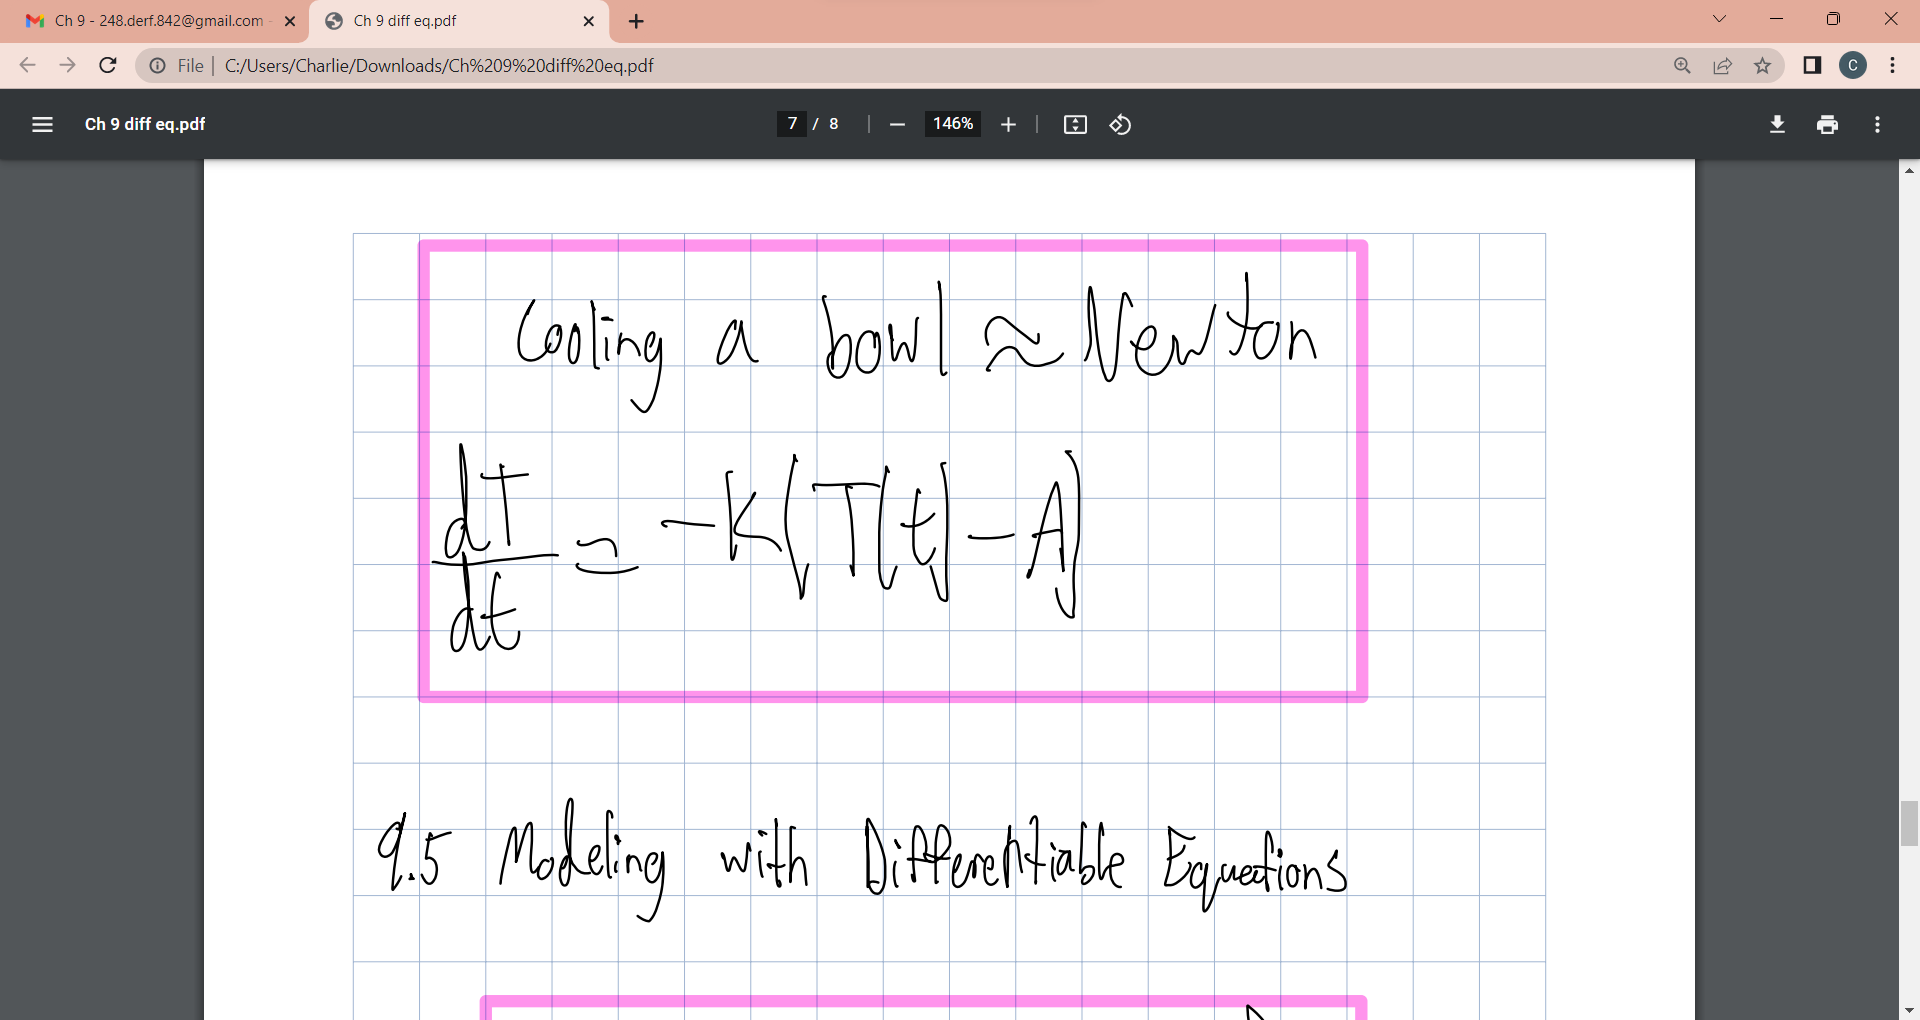 Ch 9 - 248.derf.842@gmail.com -
Ch 9 diff eq.pdf
File | C:/Users/Charlie/Downloads/Ch%209%20diff%20eq.pdf
C
Ch 9 diff eq.pdf
7 / 8
146%
Cooling a bowl ≈ Newton
dT/dt = -K(T(t) - A)
9.5 Modeling with Differentiable Equations